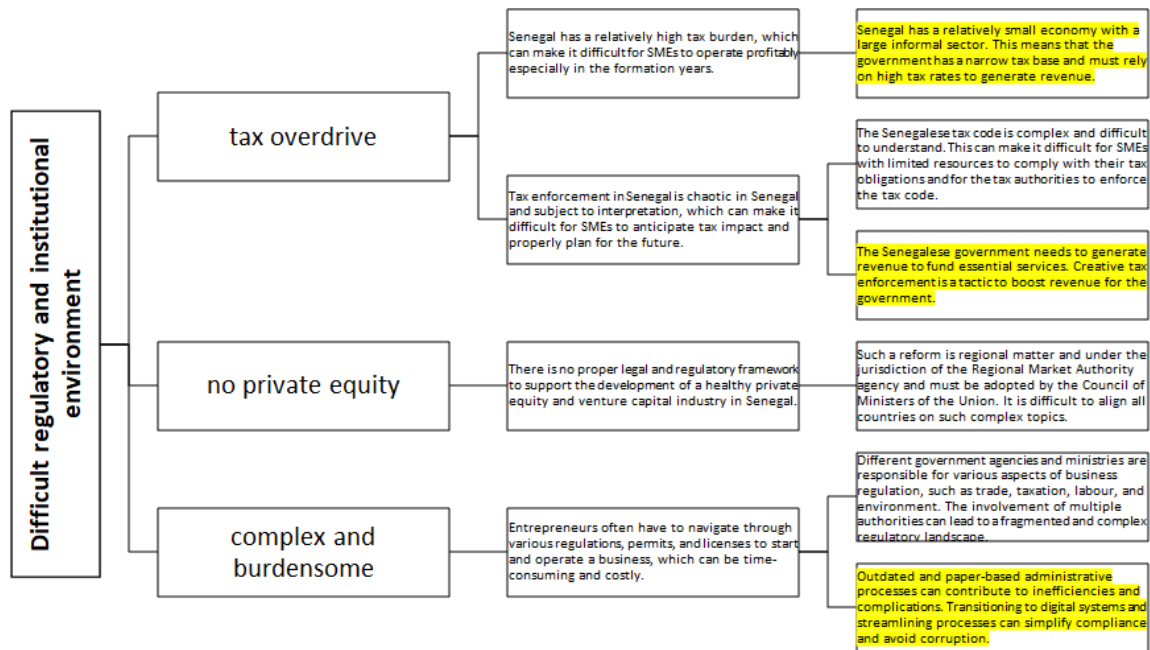 Difficult regulatory and institutional
environment
tax overdrive
Senegal has a relatively high tax burden, which
can make it difficult for SMEs to operate profitably
especially in the formation years.
Senegal has a relatively small economy with a
large informal sector. This means that the
government has a narrow tax base and must rely
on high tax rates to generate revenue.
Tax enforcement in Senegal is chaotic in Senegal
and subject to interpretation, which can make it
difficult for SMEs to anticipate tax impact and
properly plan for the future.
The Senegalese tax code is complex and difficult
to understand. This can make it difficult for SMEs
with limited resources to comply with their tax
obligations and for the tax authorities to enforce
the tax code.
The Senegalese government needs to generate
revenue to fund essential services. Creative tax
enforcement is a tactic to boost revenue for the
government.
no private equity
There is no proper legal and regulatory framework
to support the development of a healthy private
equity and venture capital industry in Senegal.
Such a reform is regional matter and under the
jurisdiction of the Regional Market Authority
agency and must be adopted by the Council of
Ministers of the Union. It is difficult to align all
countries on such complex topics.
complex and
burdensome
Entrepreneurs often have to navigate through
various regulations, permits, and licenses to start
and operate a business, which can be time-
consuming and costly.
Different government agencies and ministries are
responsible for various aspects of business
regulation, such as trade, taxation, labour, and
environment. The involvement of multiple
authorities can lead to a fragmented and complex
regulatory landscape.
Outdated and paper-based administrative
processes can contribute to inefficiencies and
complications. Transitioning to digital systems and
streamlining processes can simplify compliance
and avoid corruption.